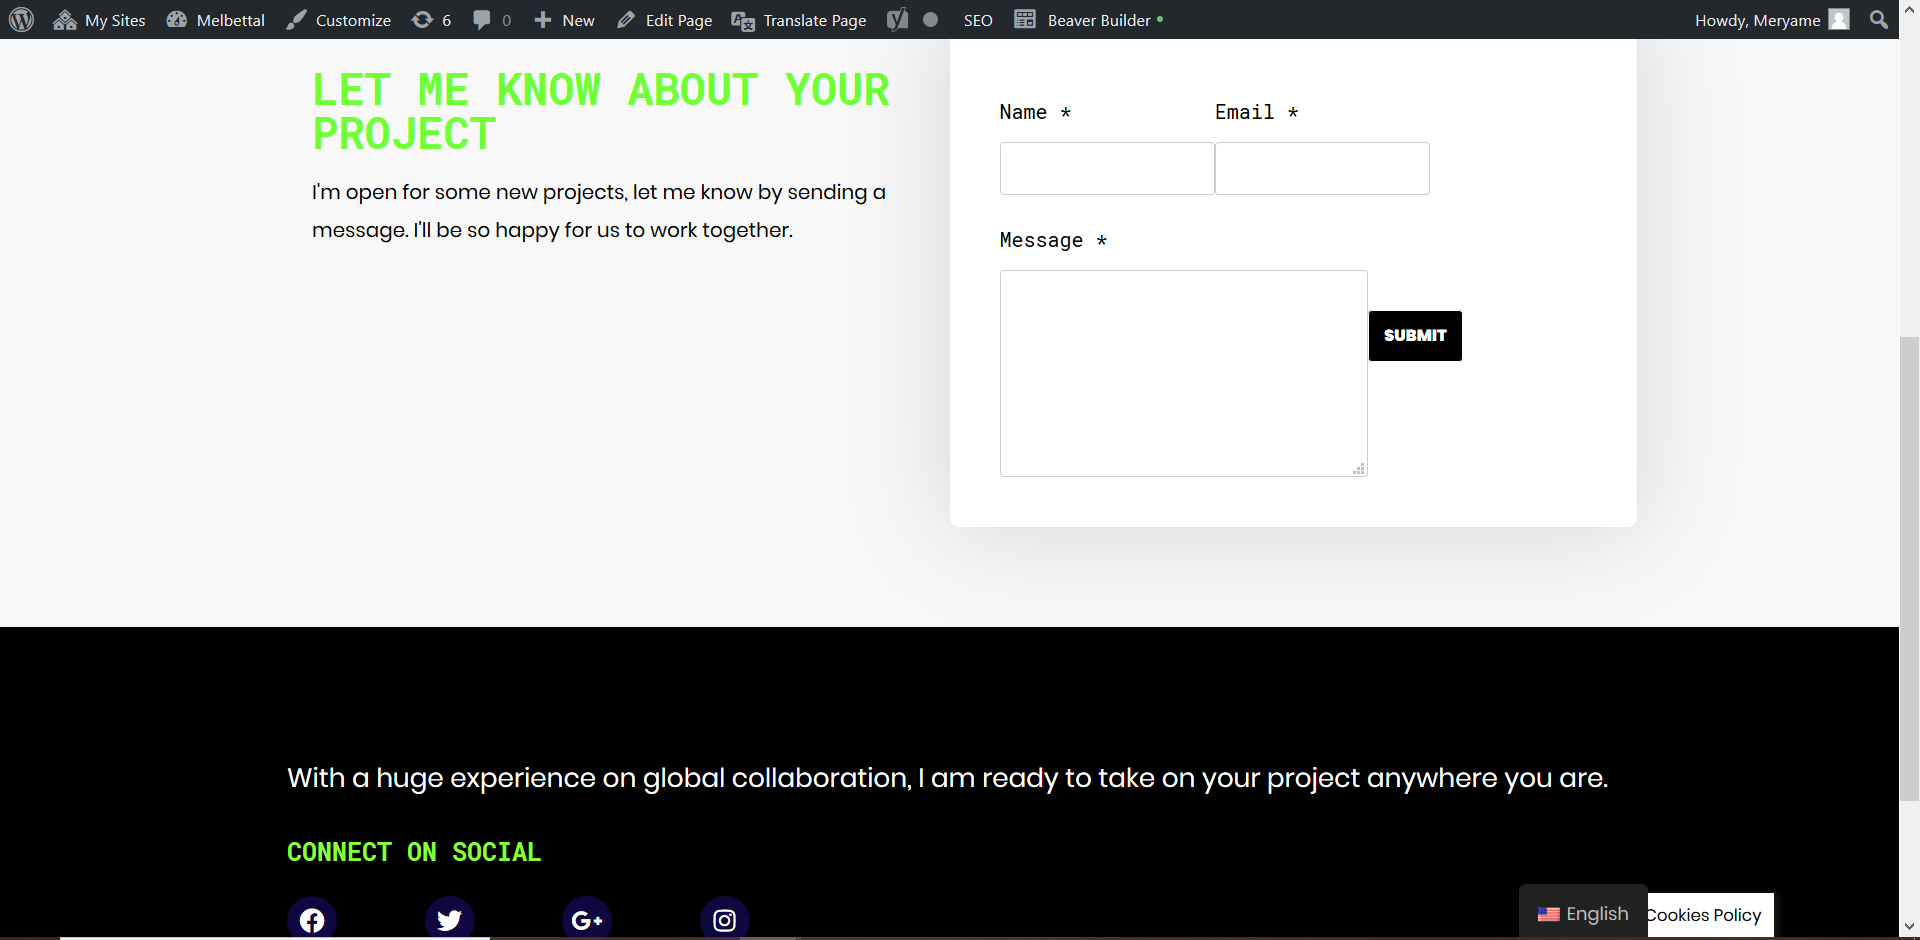 My Sites Melbettal Customize 6 0 New Edit Page Translate Page SEO Beaver Builder Howdy, Meryame
LET ME KNOW ABOUT YOUR
PROJECT
I'm open for some new projects, let me know by sending a
message. I'll be so happy for us to work together.
Name * Email *
Message *
SUBMIT
With a huge experience on global collaboration, I am ready to take on your project anywhere you are.
CONNECT ON SOCIAL
English
Cookies Policy